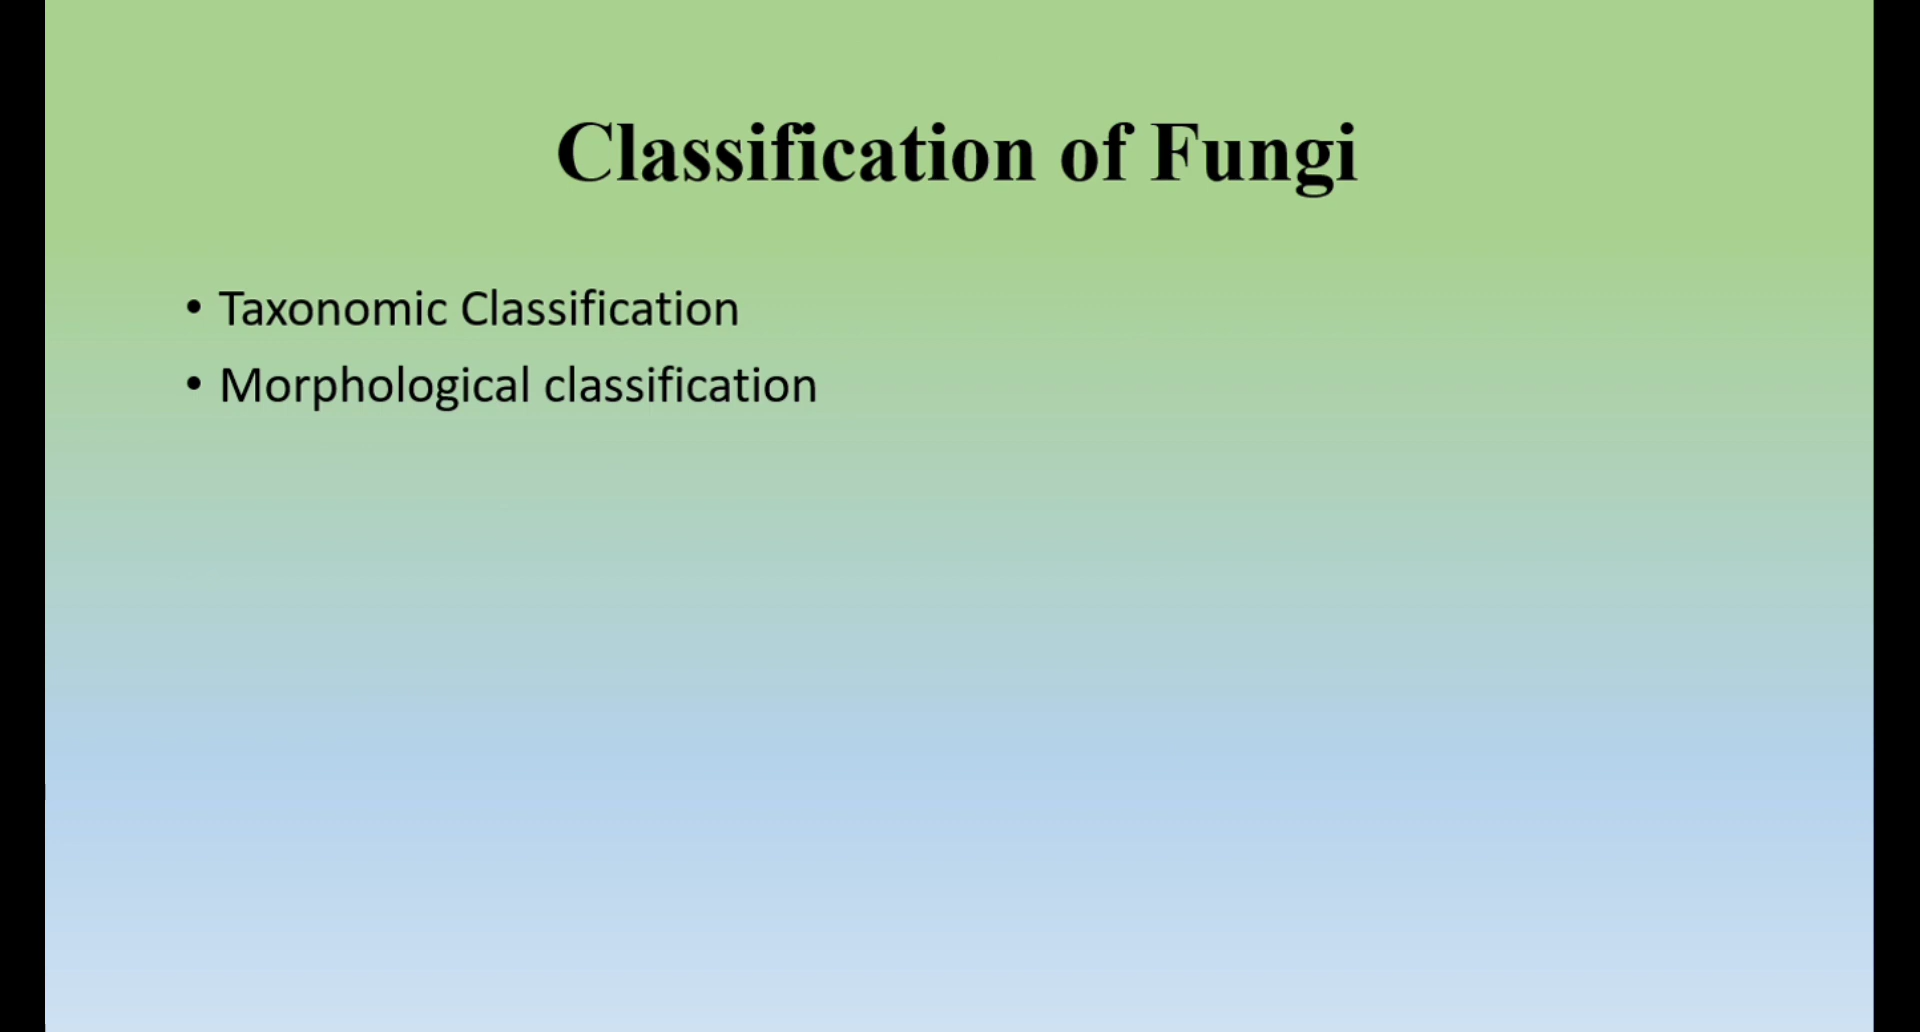 Classification of Fungi
• Taxonomic Classification
• Morphological classification